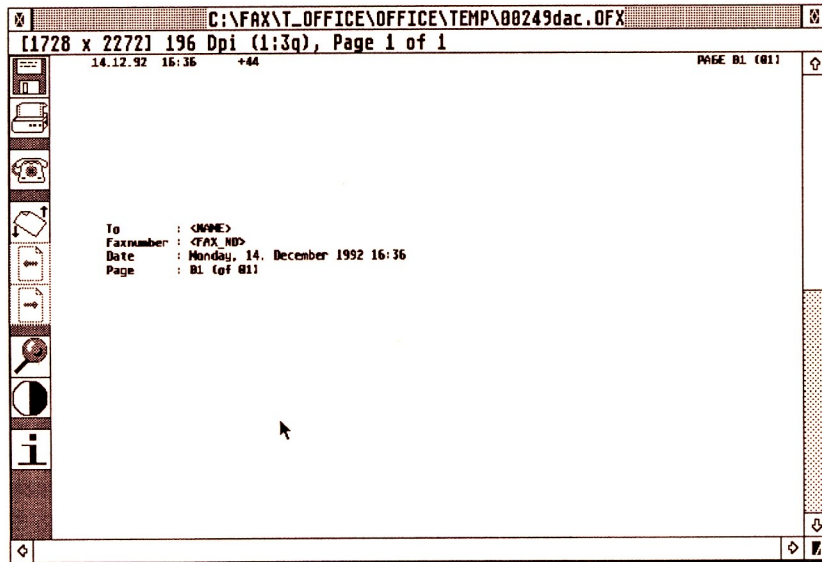 C:\FAX\T_OFFICE\OFFICE\TEMP\00249dac.OFX
[1728 x 2272] 196 Dpi (1:3q), Page 1 of 1
14.12.92 16:36 +44 PAGE 01 (01)
To : <NAME>
Faxnumber : <FAX_NO>
Date : Monday, 14. December 1992 16:36
Page : 01 (of 01)
i